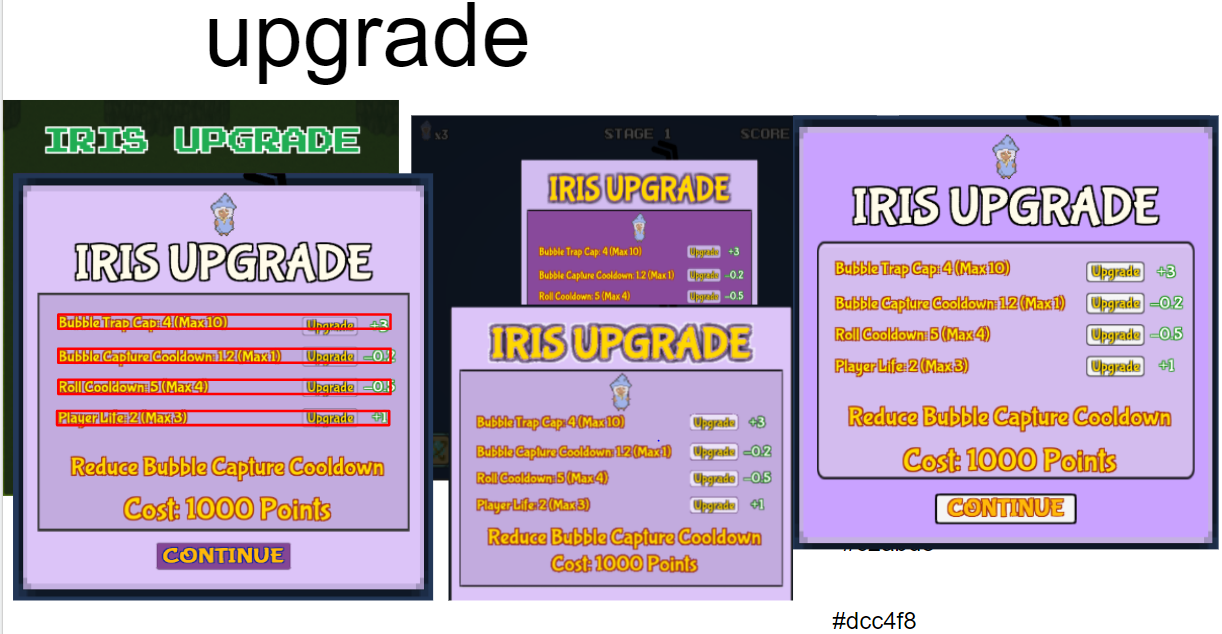 upgrade
IRIS UPGRADE
IRIS UPGRADE
Bubble Trap Cap: 4 (Max 10) Upgrade +3
Bubble Capture Cooldown: 1.2 (Max 1) Upgrade -0.2
Roll Cooldown: 5 (Max 4) Upgrade -0.5
Player Life: 2 (Max 3) Upgrade +1
Reduce Bubble Capture Cooldown
Cost: 1000 Points
CONTINUE
x3 STAGE 1 SCORE
IRIS UPGRADE
Bubble Trap Cap: 4 (Max 10) Upgrade +3
Bubble Capture Cooldown: 1.2 (Max 1) Upgrade -0.2
Roll Cooldown: 5 (Max 4) Upgrade -0.5
IRIS UPGRADE
Bubble Trap Cap: 4 (Max 10) Upgrade +3
Bubble Capture Cooldown: 1.2 (Max 1) Upgrade -0.2
Roll Cooldown: 5 (Max 4) Upgrade -0.5
Player Life: 2 (Max 3) Upgrade +1
Reduce Bubble Capture Cooldown
Cost: 1000 Points
IRIS UPGRADE
Bubble Trap Cap: 4 (Max 10) Upgrade +3
Bubble Capture Cooldown: 1.2 (Max 1) Upgrade -0.2
Roll Cooldown: 5 (Max 4) Upgrade -0.5
Player Life: 2 (Max 3) Upgrade +1
Reduce Bubble Capture Cooldown
Cost: 1000 Points
CONTINUE
#dcc4f8